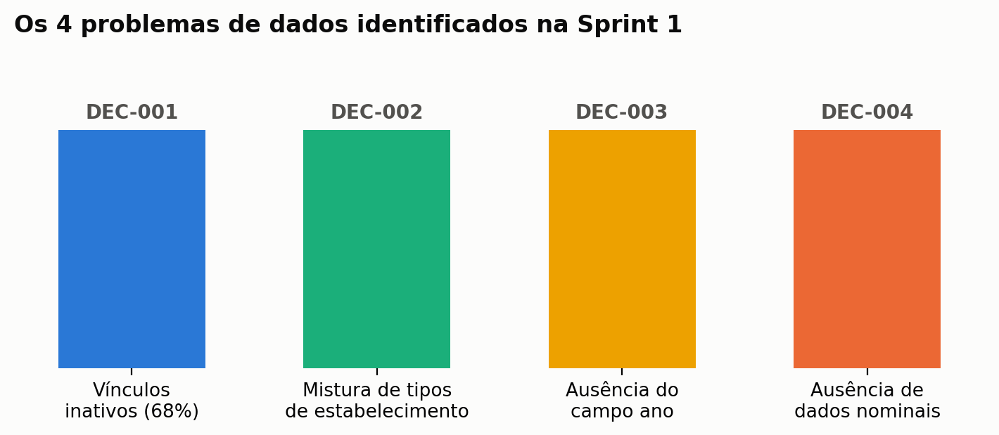 Os 4 problemas de dados identificados na Sprint 1
DEC-001
DEC-002
DEC-003
DEC-004
Vínculos
inativos (68%)
Mistura de tipos
de estabelecimento
Ausência do
campo ano
Ausência de
dados nominais